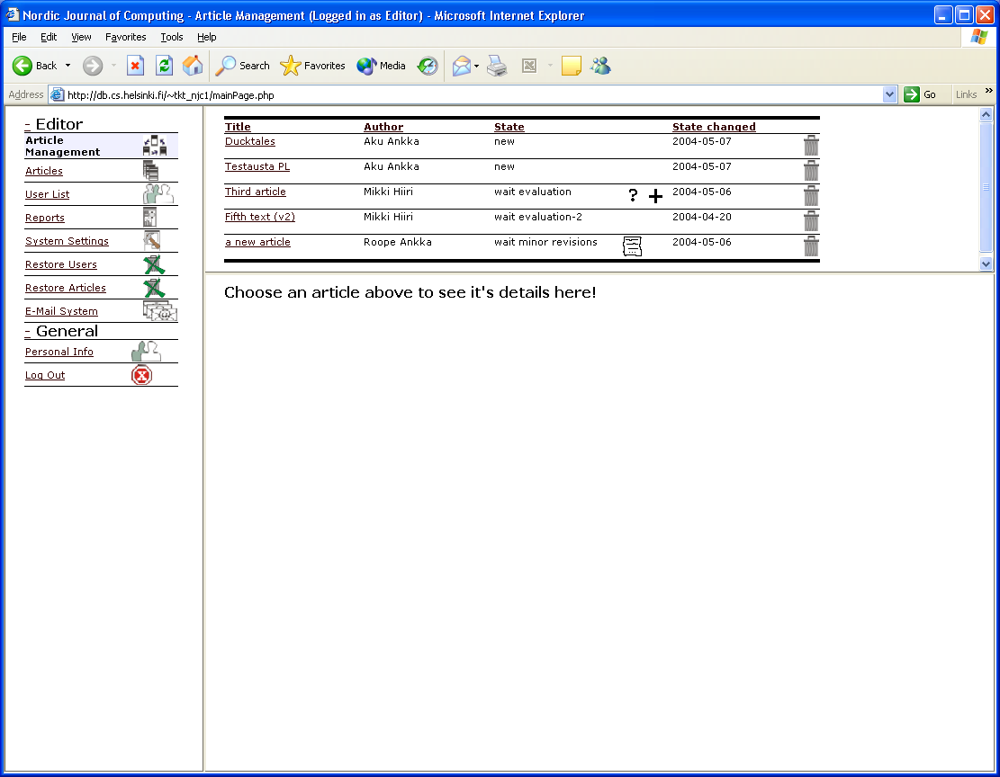 Nordic Journal of Computing - Article Management (Logged in as Editor) - Microsoft Internet Explorer
File Edit View Favorites Tools Help
Back Search Favorites Media
Address http://db.cs.helsinki.fi/~tkt_njc1/mainPage.php Go Links »
- Editor
Article
Management
Articles
User List
Reports
System Settings
Restore Users
Restore Articles
E-Mail System
- General
Personal Info
Log Out
Title Author State State changed
Ducktales Aku Ankka new 2004-05-07
Testausta PL Aku Ankka new 2004-05-07
Third article Mikki Hiiri wait evaluation ? + 2004-05-06
Fifth text (v2) Mikki Hiiri wait evaluation-2 2004-04-20
a new article Roope Ankka wait minor revisions 2004-05-06
Choose an article above to see it's details here!